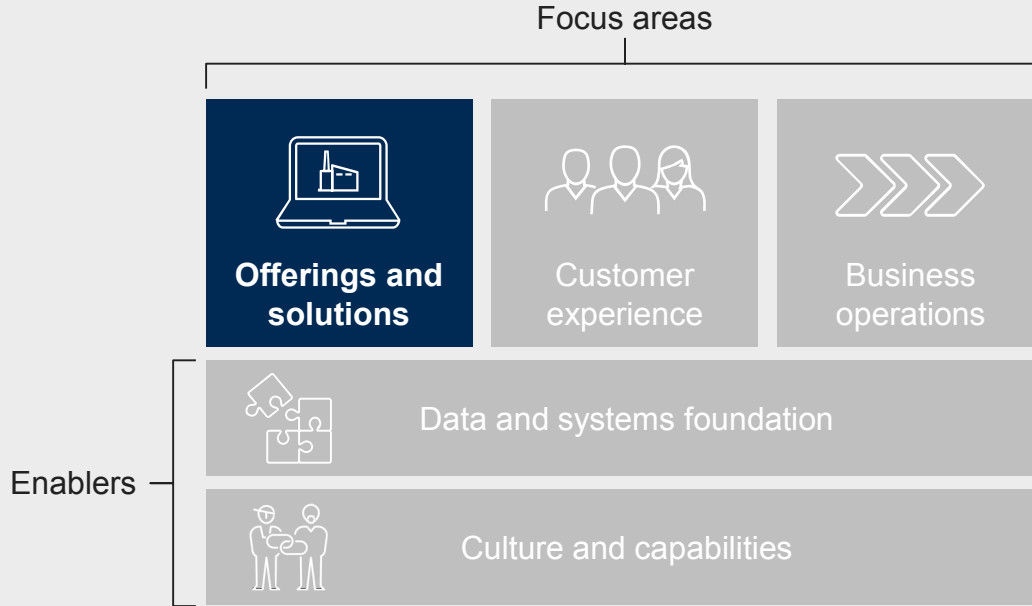 Focus areas
Offerings and
solutions
Customer
experience
Business
operations
Enablers
Data and systems foundation
Culture and capabilities